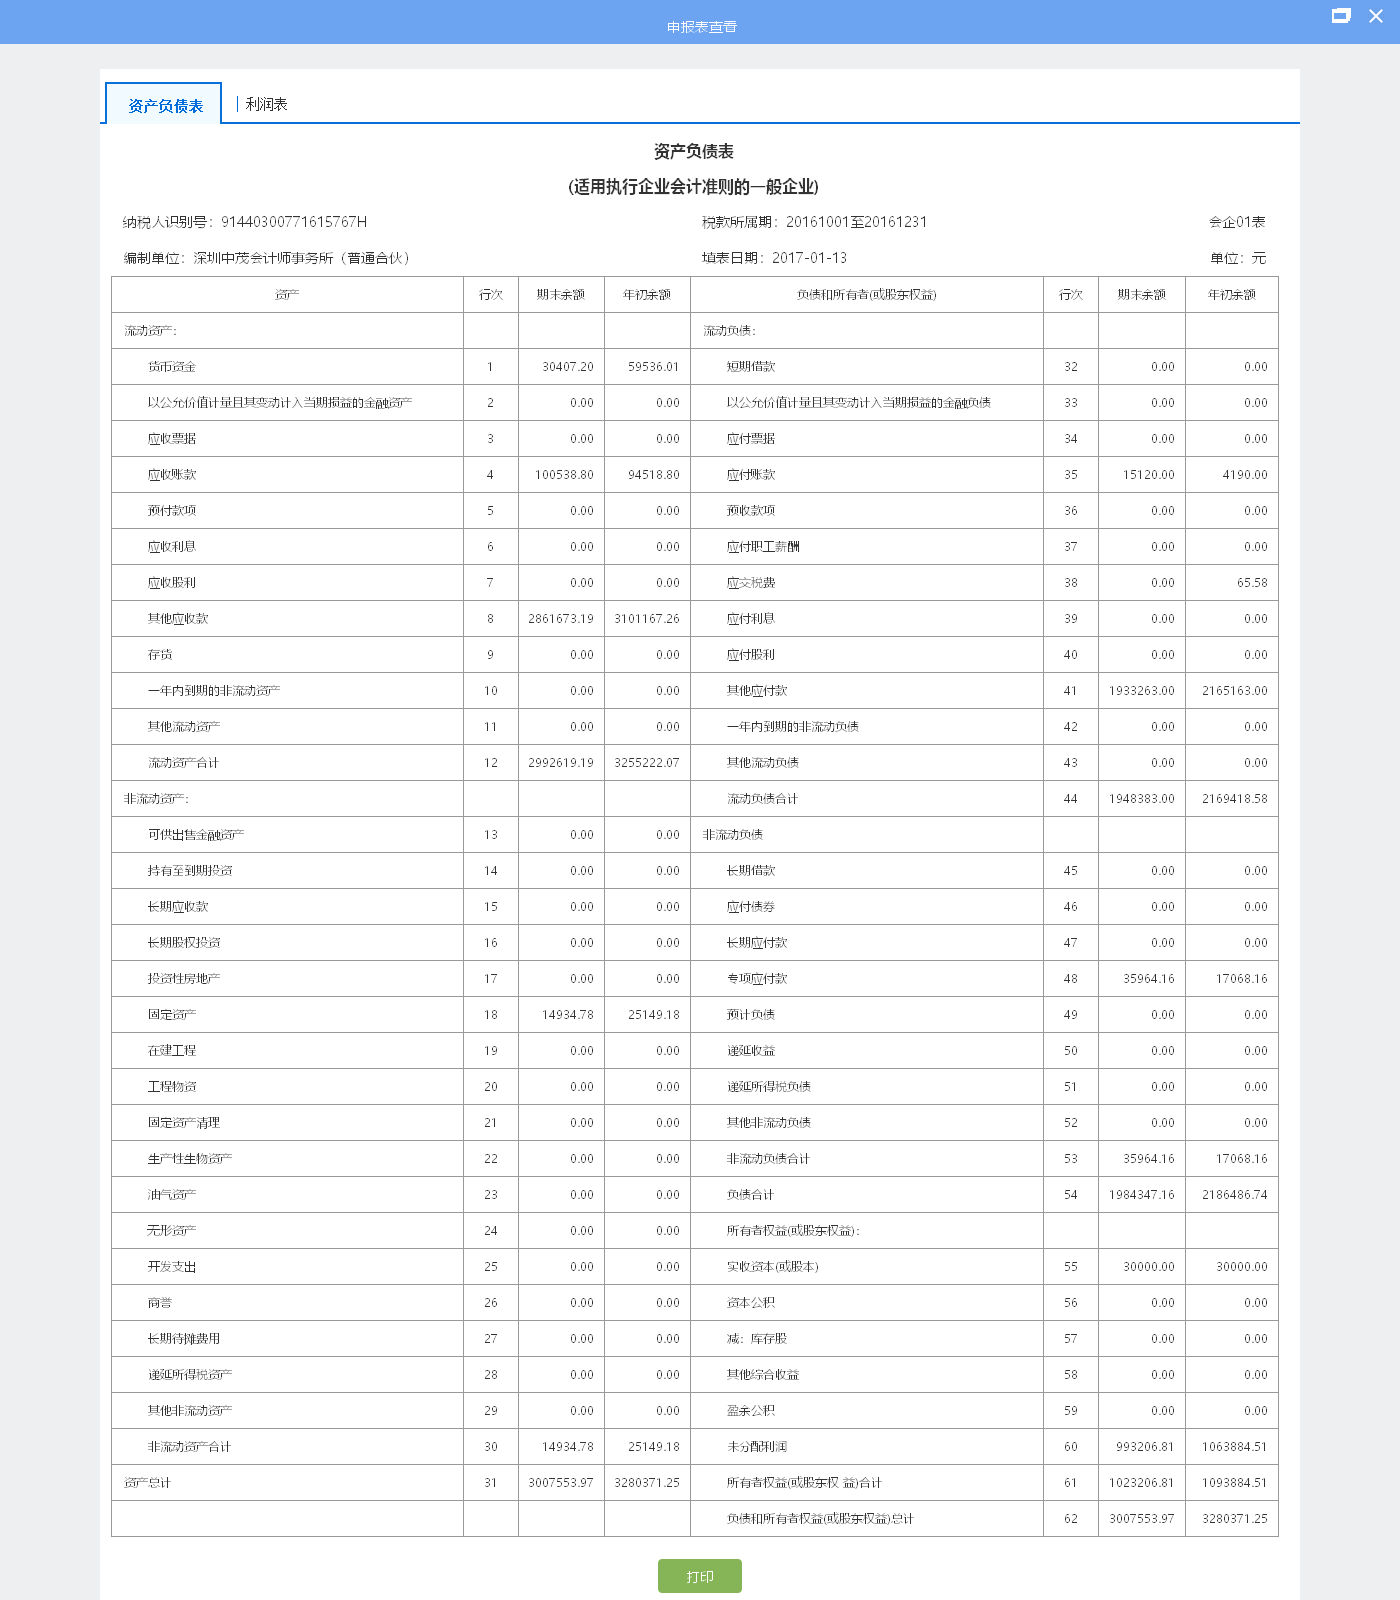 申报表查看
资产负债表 | 利润表
资产负债表
(适用执行企业会计准则的一般企业)
纳税人识别号：91440300771615767H 税款所属期：20161001至20161231 会企01表
编制单位：深圳中茂会计师事务所（普通合伙） 填表日期：2017-01-13 单位：元
资产 行次 期末余额 年初余额 负债和所有者(或股东权益) 行次 期末余额 年初余额
流动资产： 流动负债：
货币资金 1 30407.20 59536.01 短期借款 32 0.00 0.00
以公允价值计量且其变动计入当期损益的金融资产 2 0.00 0.00 以公允价值计量且其变动计入当期损益的金融负债 33 0.00 0.00
应收票据 3 0.00 0.00 应付票据 34 0.00 0.00
应收账款 4 100538.80 94518.80 应付账款 35 15120.00 4190.00
预付款项 5 0.00 0.00 预收款项 36 0.00 0.00
应收利息 6 0.00 0.00 应付职工薪酬 37 0.00 0.00
应收股利 7 0.00 0.00 应交税费 38 0.00 65.58
其他应收款 8 2861673.19 3101167.26 应付利息 39 0.00 0.00
存货 9 0.00 0.00 应付股利 40 0.00 0.00
一年内到期的非流动资产 10 0.00 0.00 其他应付款 41 1933263.00 2165163.00
其他流动资产 11 0.00 0.00 一年内到期的非流动负债 42 0.00 0.00
流动资产合计 12 2992619.19 3255222.07 其他流动负债 43 0.00 0.00
非流动资产： 流动负债合计 44 1948383.00 2169418.58
可供出售金融资产 13 0.00 0.00 非流动负债
持有至到期投资 14 0.00 0.00 长期借款 45 0.00 0.00
长期应收款 15 0.00 0.00 应付债券 46 0.00 0.00
长期股权投资 16 0.00 0.00 长期应付款 47 0.00 0.00
投资性房地产 17 0.00 0.00 专项应付款 48 35964.16 17068.16
固定资产 18 14934.78 25149.18 预计负债 49 0.00 0.00
在建工程 19 0.00 0.00 递延收益 50 0.00 0.00
工程物资 20 0.00 0.00 递延所得税负债 51 0.00 0.00
固定资产清理 21 0.00 0.00 其他非流动负债 52 0.00 0.00
生产性生物资产 22 0.00 0.00 非流动负债合计 53 35964.16 17068.16
油气资产 23 0.00 0.00 负债合计 54 1984347.16 2186486.74
无形资产 24 0.00 0.00 所有者权益(或股东权益)：
开发支出 25 0.00 0.00 实收资本(或股本) 55 30000.00 30000.00
商誉 26 0.00 0.00 资本公积 56 0.00 0.00
长期待摊费用 27 0.00 0.00 减：库存股 57 0.00 0.00
递延所得税资产 28 0.00 0.00 其他综合收益 58 0.00 0.00
其他非流动资产 29 0.00 0.00 盈余公积 59 0.00 0.00
非流动资产合计 30 14934.78 25149.18 未分配利润 60 993206.81 1063884.51
资产总计 31 3007553.97 3280371.25 所有者权益(或股东权 益)合计 61 1023206.81 1093884.51
负债和所有者权益(或股东权益)总计 62 3007553.97 3280371.25
打印